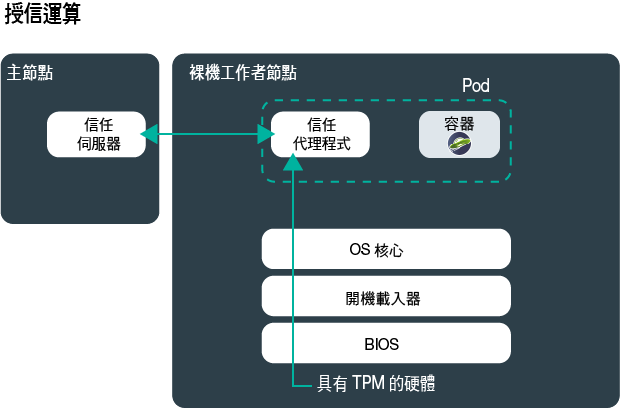 授信運算
主節點
裸機工作者節點
Pod
信任
伺服器
信任
代理程式
容器
OS 核心
開機載入器
BIOS
具有 TPM 的硬體